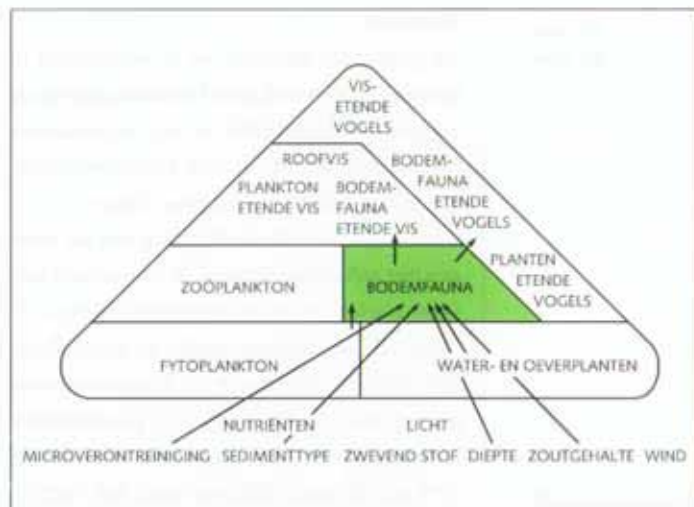 VIS-
ETENDE
VOGELS
ROOFVIS
PLANKTON
ETENDE VIS
BODEM-
FAUNA
ETENDE VIS
BODEM-
FAUNA
ETENDE
VOGELS
PLANTEN
ETENDE
VOGELS
ZOÖPLANKTON
BODEMFAUNA
FYTOPLANKTON
WATER- EN OEVERPLANTEN
NUTRIËNTEN
LICHT
MICROVERONTREINIGING SEDIMENTTYPE ZWEVEND STOF DIEPTE ZOUTGEHALTE WIND